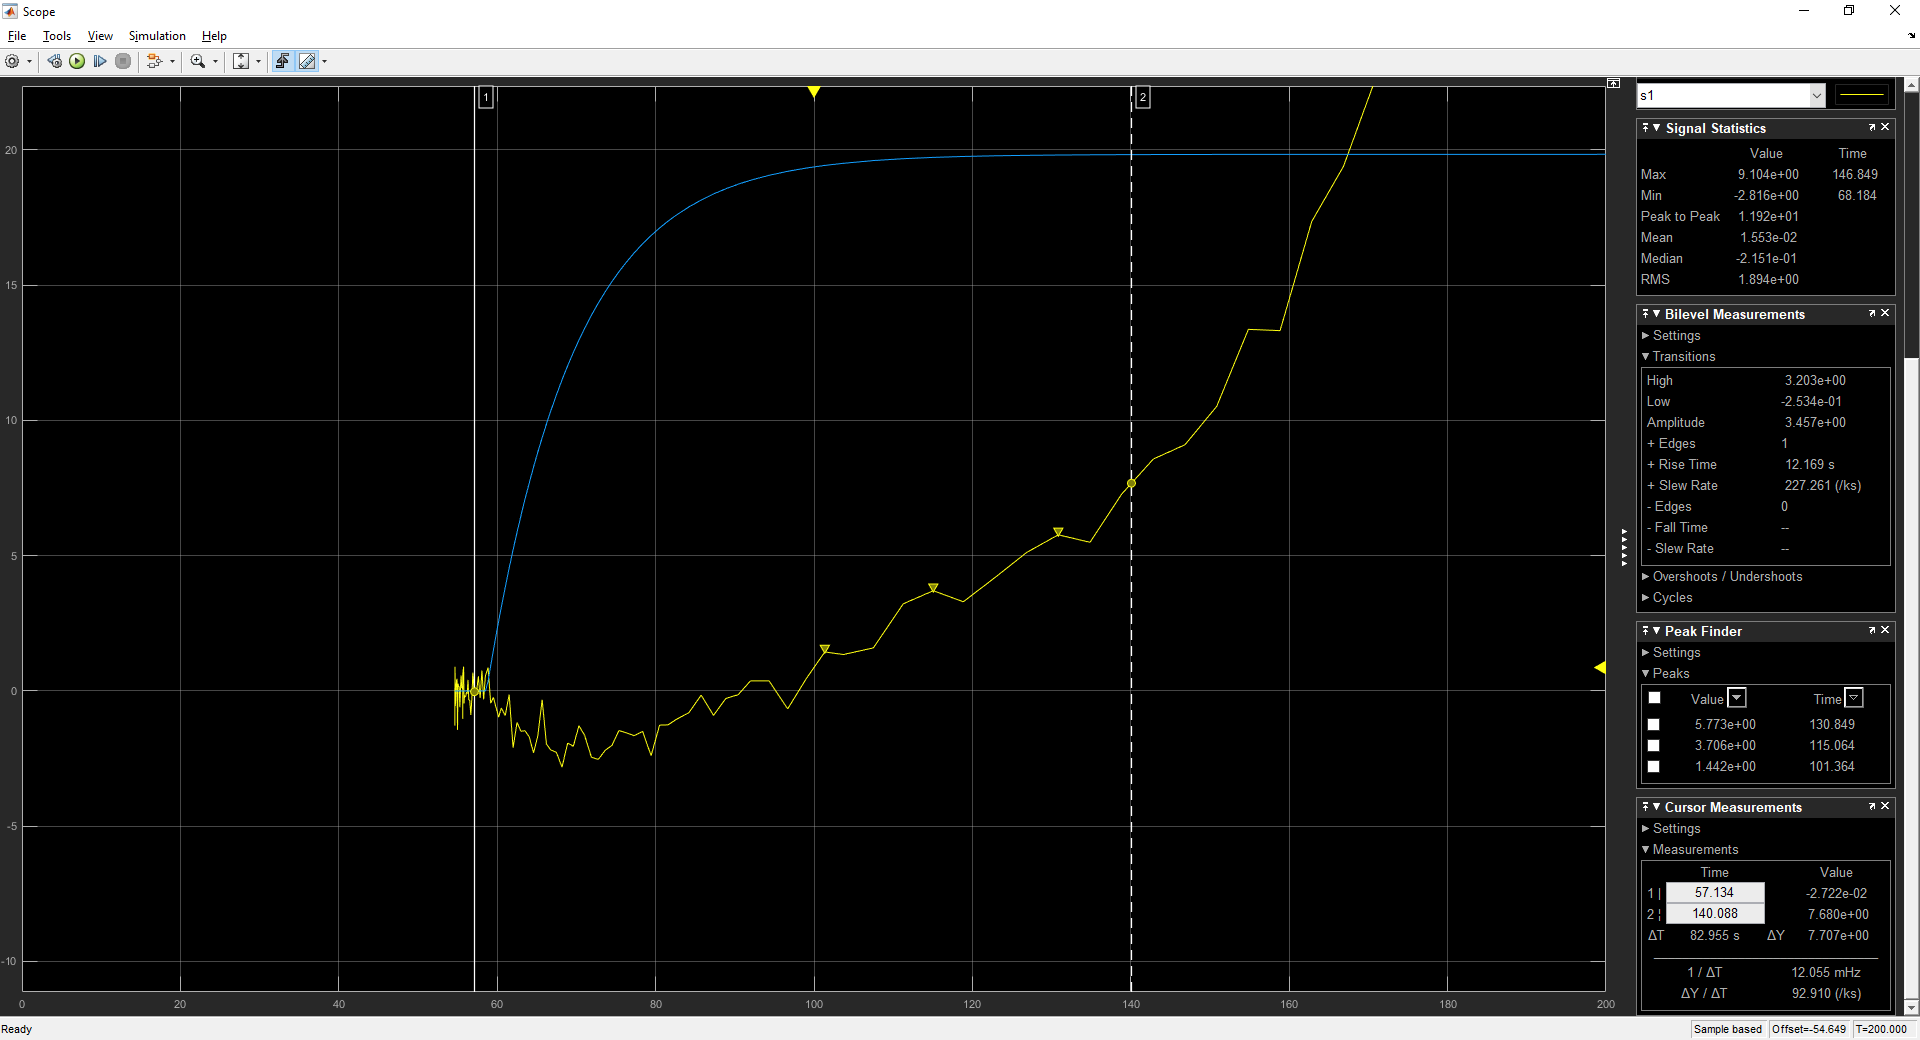 Scope
File Tools View Simulation Help
1
2
20
15
10
5
0
-5
-10
0 20 40 60 80 100 120 140 160 180 200
s1
Signal Statistics
Value Time
Max 9.104e+00 146.849
Min -2.816e+00 68.184
Peak to Peak 1.192e+01
Mean 1.553e-02
Median -2.151e-01
RMS 1.894e+00
Bilevel Measurements
Settings
Transitions
High 3.203e+00
Low -2.534e-01
Amplitude 3.457e+00
+ Edges 1
+ Rise Time 12.169 s
+ Slew Rate 227.261 (/ks)
- Edges 0
- Fall Time --
- Slew Rate --
Overshoots / Undershoots
Cycles
Peak Finder
Settings
Peaks
Value Time
5.773e+00 130.849
3.706e+00 115.064
1.442e+00 101.364
Cursor Measurements
Settings
Measurements
Time Value
1 | 57.134 -2.722e-02
2 ¦ 140.088 7.680e+00
ΔT 82.955 s ΔY 7.707e+00
1 / ΔT 12.055 mHz
ΔY / ΔT 92.910 (/ks)
Ready
Sample based Offset=-54.649 T=200.000